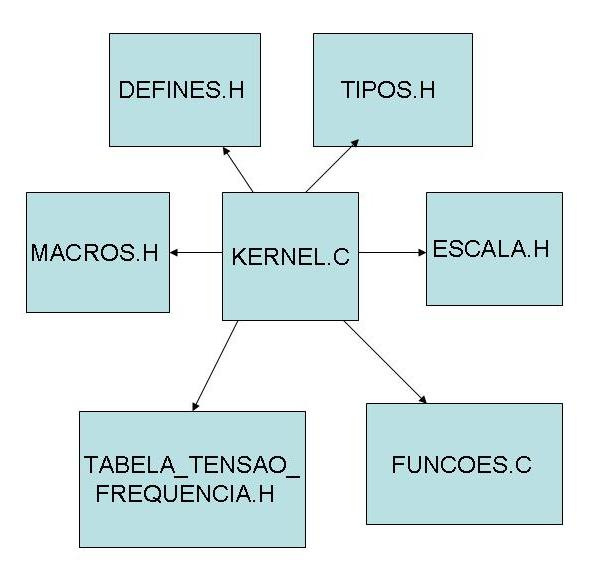 DEFINES.H
TIPOS.H
MACROS.H
KERNEL.C
ESCALA.H
TABELA_TENSAO_
FREQUENCIA.H
FUNCOES.C